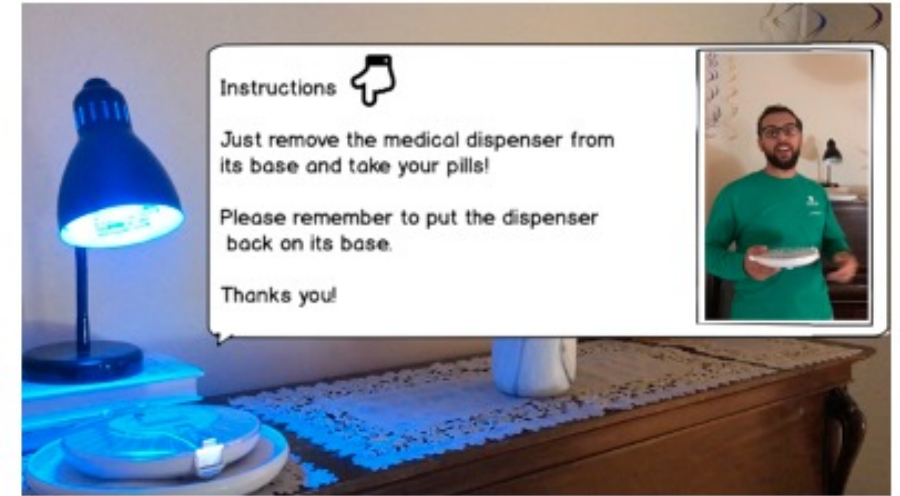 Instructions
Just remove the medical dispenser from
its base and take your pills!
Please remember to put the dispenser
back on its base.
Thanks you!